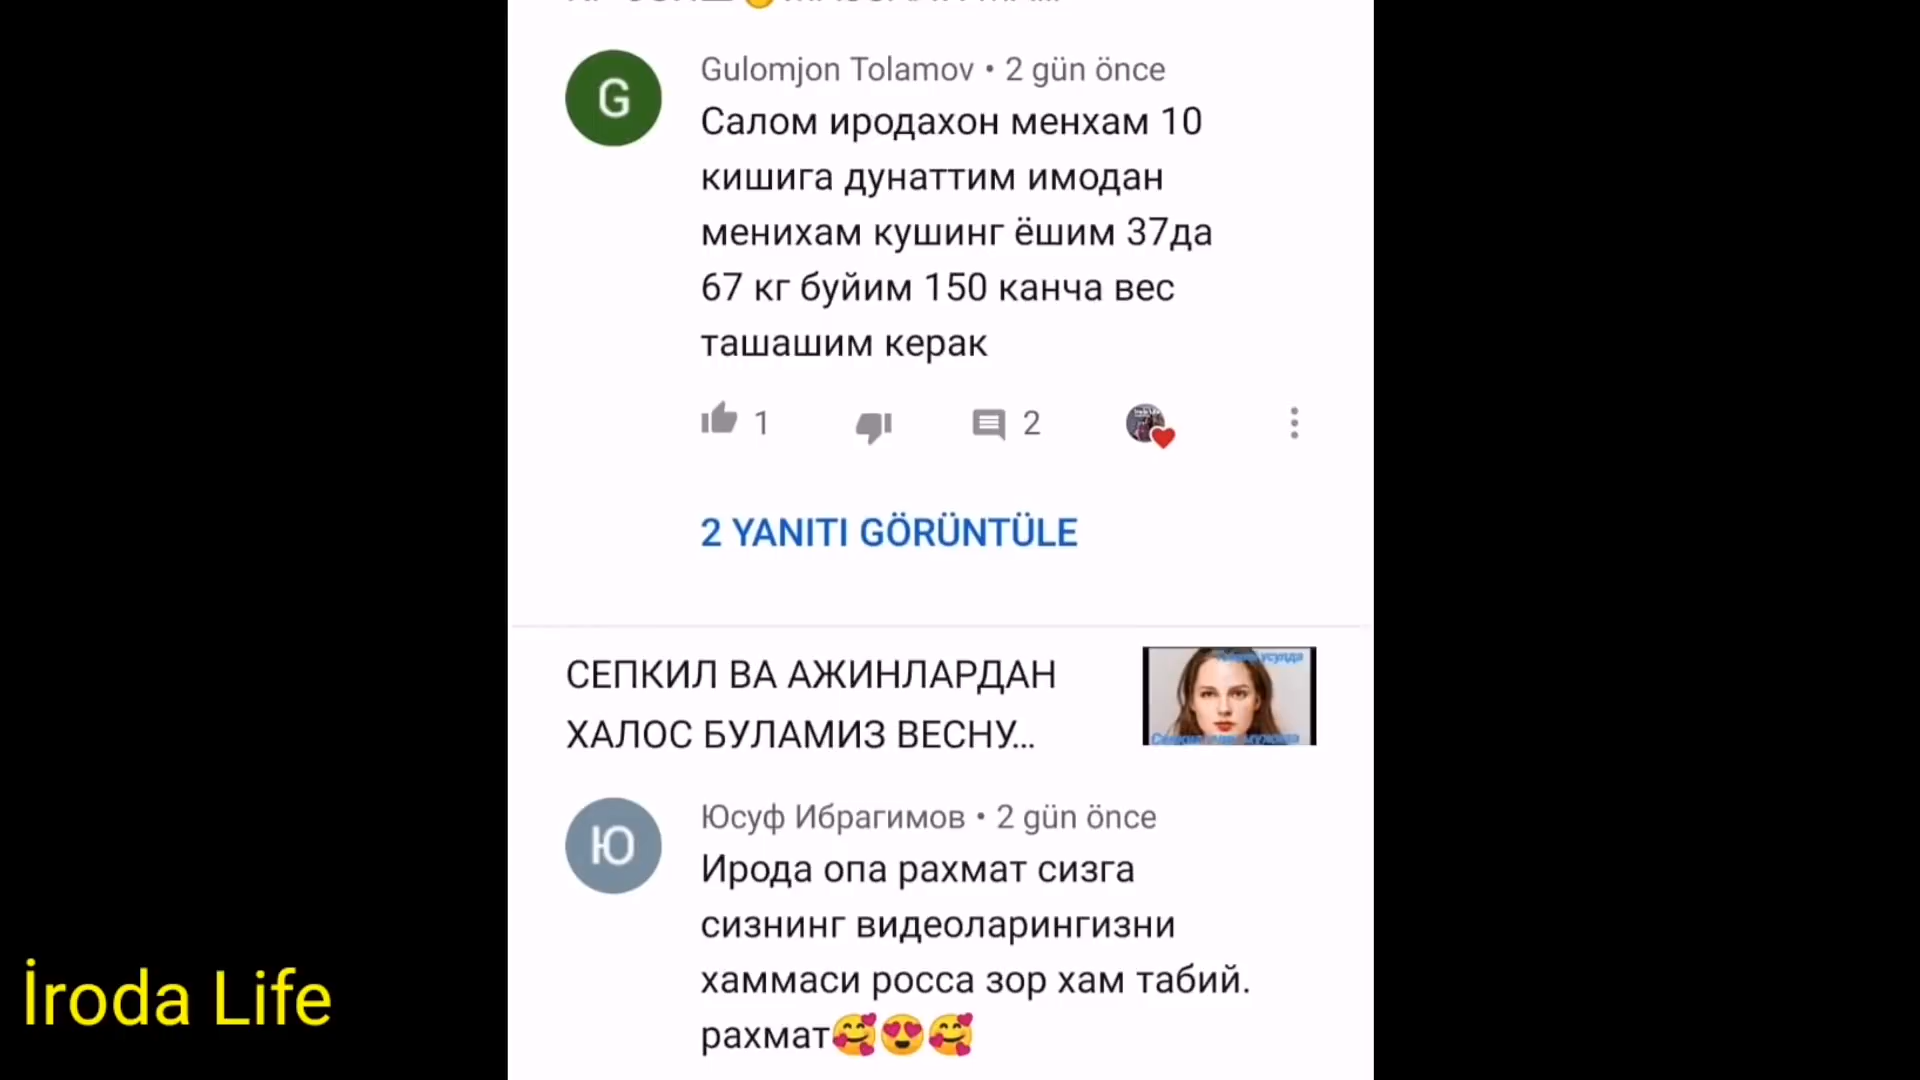 Gulomjon Tolamov • 2 gün önce
Салом иродахон менхам 10
кишига дунаттим имодан
менихам кушинг ёшим 37да
67 кг буйим 150 канча вес
ташашим керак
1
2
2 YANITI GÖRÜNTÜLE
СЕПКИЛ ВА АЖИНЛАРДАН
ХАЛОС БУЛАМИЗ ВЕСНУ...
усулда
Юсуф Ибрагимов • 2 gün önce
Ирода опа рахмат сизга
сизнинг видеоларингизни
хаммаси росса зор хам табий.
рахмат🥰😍🥰
İroda Life